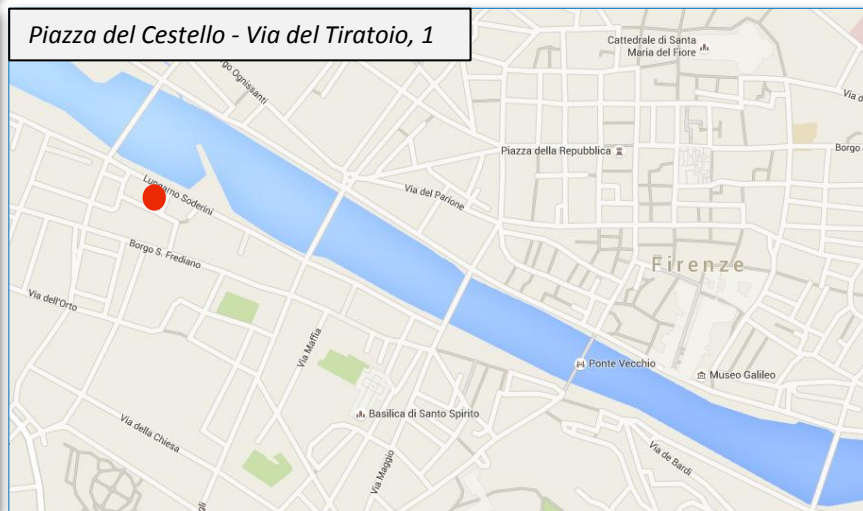 Piazza del Cestello - Via del Tiratoio, 1
Cattedrale di Santa
Maria del Fiore
Piazza della Repubblica
Borgo
Via del Parione
Lungarno Soderini
Borgo S. Frediano
Firenze
Via dell'Orto
Via Maffia
Ponte Vecchio
Museo Galileo
Basilica di Santo Spirito
Via della Chiesa
Via Maggio
Via de Bardi